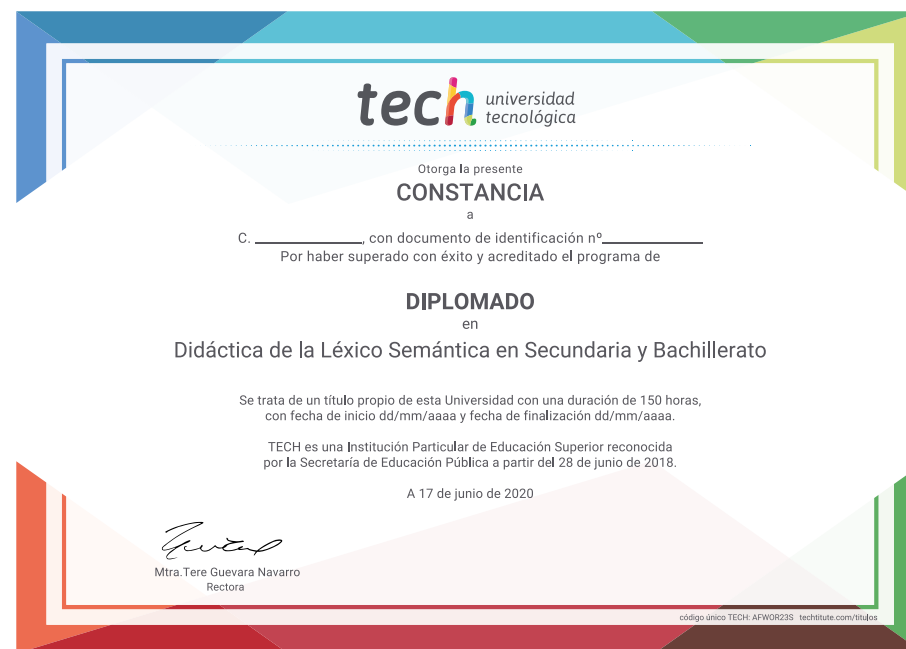 tech universidad
tecnológica
Otorga la presente
CONSTANCIA
a
C. ____________, con documento de identificación nº____________
Por haber superado con éxito y acreditado el programa de
DIPLOMADO
en
Didáctica de la Léxico Semántica en Secundaria y Bachillerato
Se trata de un título propio de esta Universidad con una duración de 150 horas,
con fecha de inicio dd/mm/aaaa y fecha de finalización dd/mm/aaaa.
TECH es una Institución Particular de Educación Superior reconocida
por la Secretaría de Educación Pública a partir del 28 de junio de 2018.
A 17 de junio de 2020
Mtra.Tere Guevara Navarro
Rectora
código único TECH: AFWOR23S techtitute.com/titulos